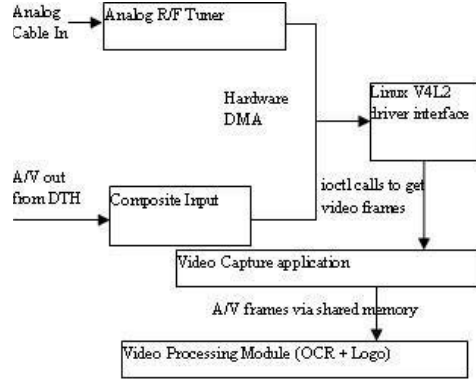 Analog
Cable In
Analog R/F Tuner
Hardware
DMA
Linux V4L2
driver interface
A/V out
from DTH
Composite Input
ioctl calls to get
video frames
Video Capture application
A/V frames via shared memory
Video Processing Module (OCR + Logo)